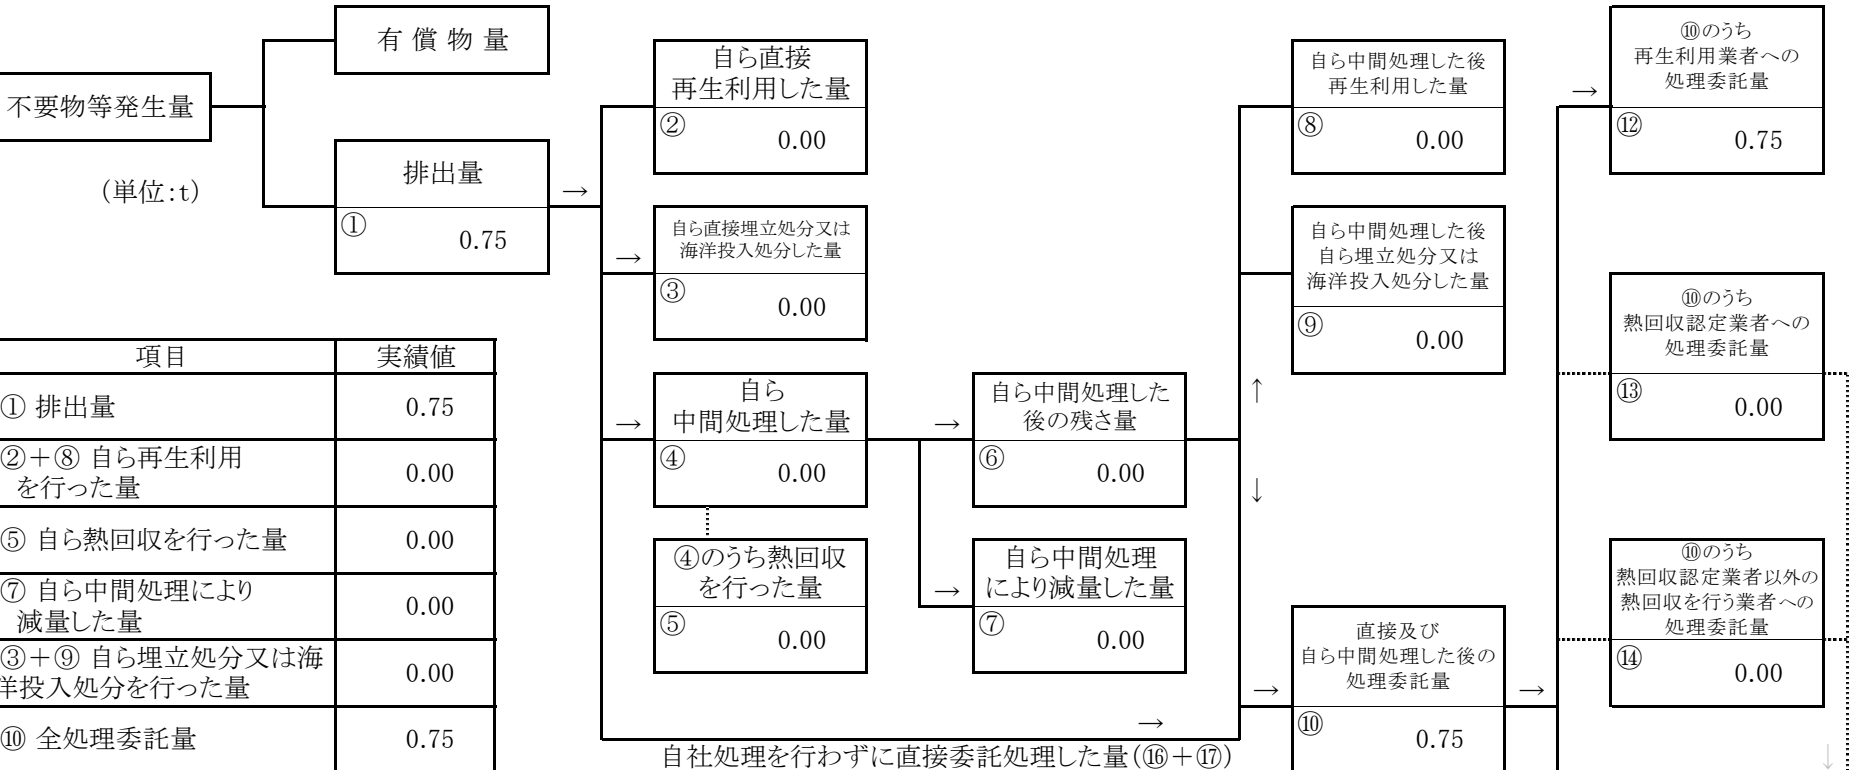 有 償 物 量
不要物等発生量
(単位:t)
排出量
①
0.75
→
自ら直接
再生利用した量
②
0.00
→
自ら直接埋立処分又は
海洋投入処分した量
③
0.00
→
自ら
中間処理した量
④
0.00
④のうち熱回収
を行った量
⑤
0.00
→
自ら中間処理した
後の残さ量
⑥
0.00
→
自ら中間処理
により減量した量
⑦
0.00
↑
↓
自ら中間処理した後
再生利用した量
⑧
0.00
自ら中間処理した後
自ら埋立処分又は
海洋投入処分した量
⑨
0.00
→
自社処理を行わずに直接委託処理した量(⑯+⑰)
→
直接及び
自ら中間処理した後の
処理委託量
⑩
0.75
→
→
⑩のうち
再生利用業者への
処理委託量
⑫
0.75
⑩のうち
熱回収認定業者への
処理委託量
⑬
0.00
⑩のうち
熱回収認定業者以外の
熱回収を行う業者への
処理委託量
⑭
0.00
↓
項目 実績値
① 排出量 0.75
②+⑧ 自ら再生利用
を行った量 0.00
⑤ 自ら熱回収を行った量 0.00
⑦ 自ら中間処理により
減量した量 0.00
③+⑨ 自ら埋立処分又は海
洋投入処分を行った量 0.00
⑩ 全処理委託量 0.75